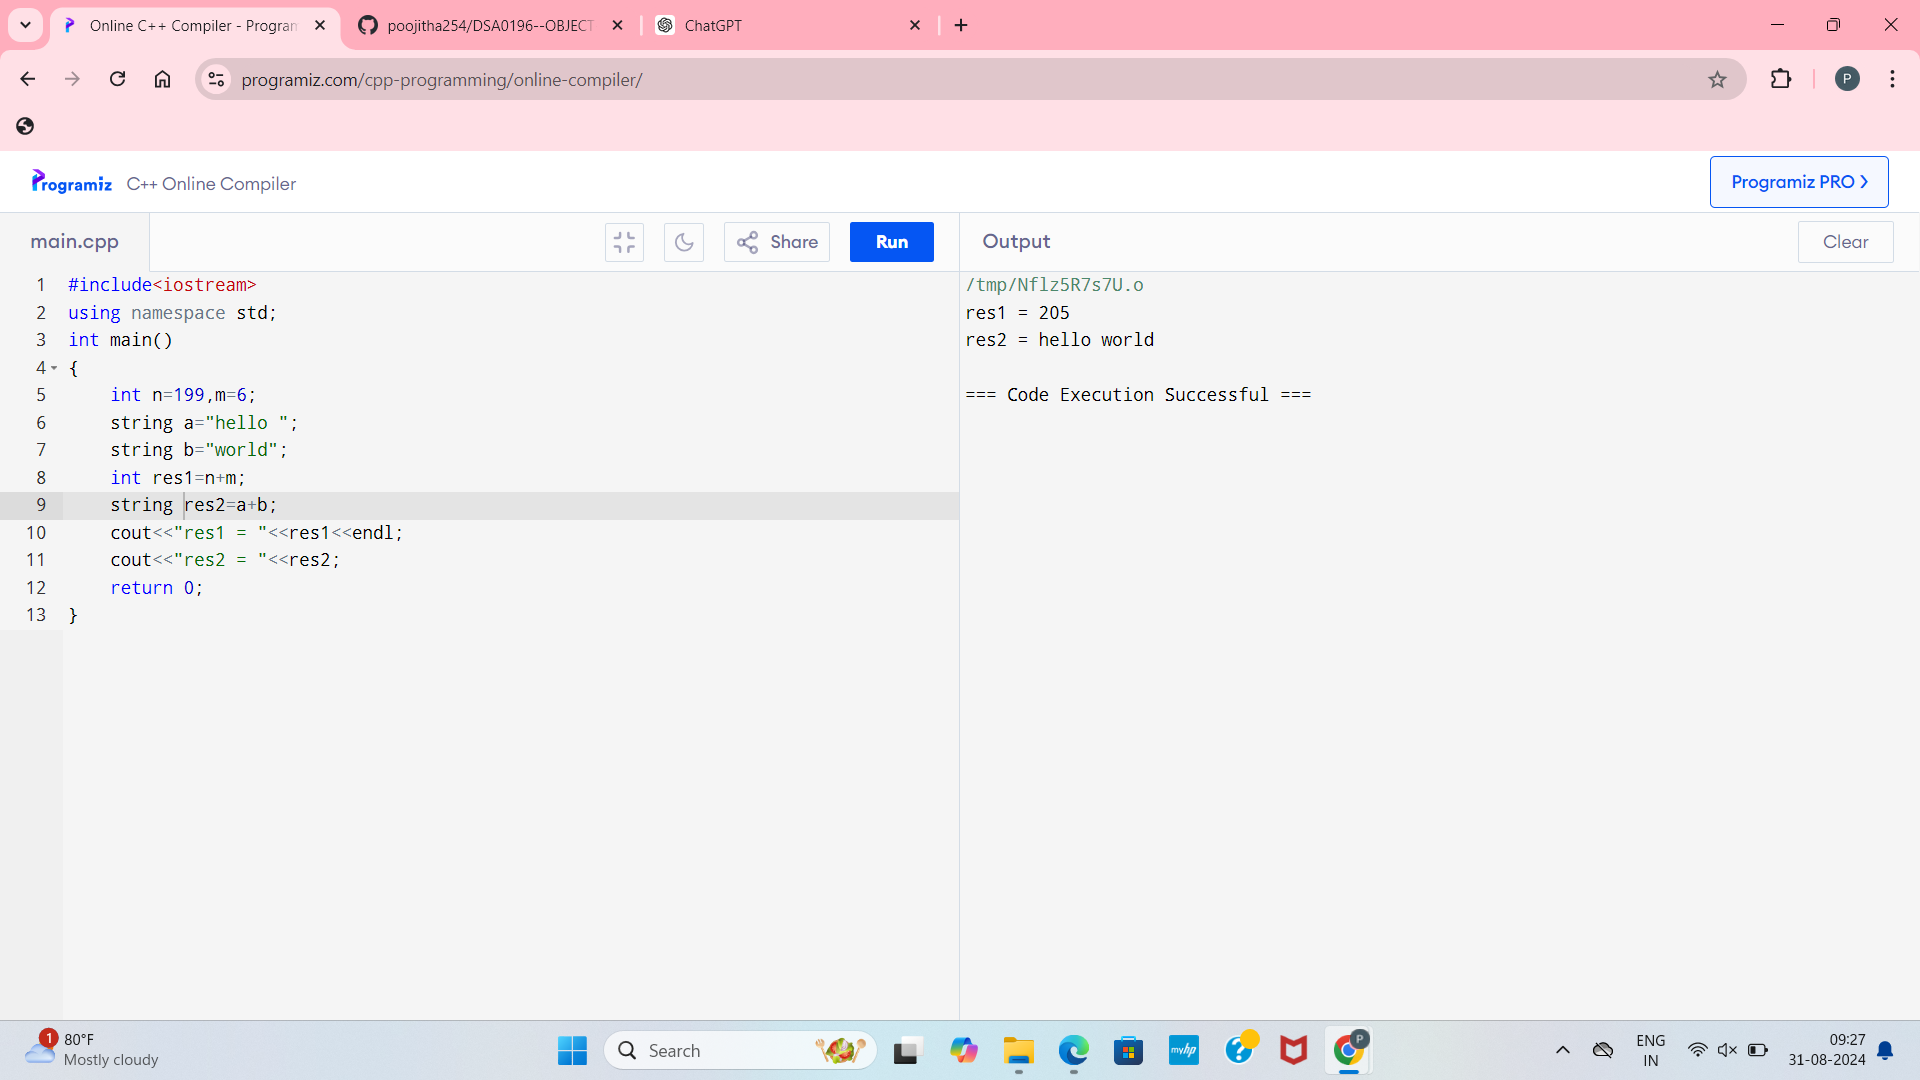 Online C++ Compiler - Program
poojitha254/DSA0196--OBJECT
ChatGPT
programiz.com/cpp-programming/online-compiler/
P
Programiz C++ Online Compiler
Programiz PRO
main.cpp
Share
Run
Output
Clear
1 #include<iostream>
2 using namespace std;
3 int main()
4 {
5 int n=199,m=6;
6 string a="hello ";
7 string b="world";
8 int res1=n+m;
9 string res2=a+b;
10 cout<<"res1 = "<<res1<<endl;
11 cout<<"res2 = "<<res2;
12 return 0;
13 }
/tmp/Nflz5R7s7U.o
res1 = 205
res2 = hello world
=== Code Execution Successful ===
1
80°F
Mostly cloudy
Search
myhp
P
ENG
IN
09:27
31-08-2024